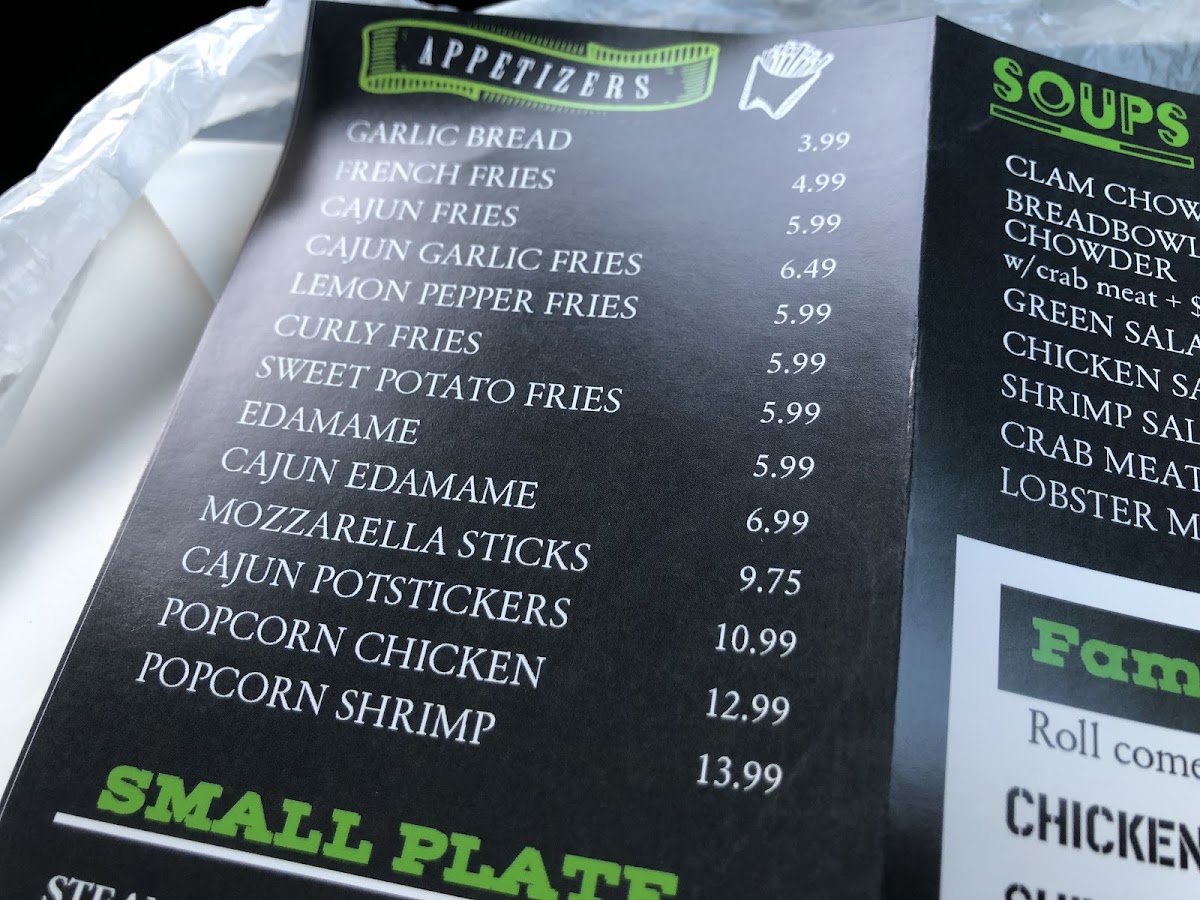 APPETIZERS
GARLIC BREAD 3.99
FRENCH FRIES 4.99
CAJUN FRIES 5.99
CAJUN GARLIC FRIES 6.49
LEMON PEPPER FRIES 5.99
CURLY FRIES 5.99
SWEET POTATO FRIES 5.99
EDAMAME 5.99
CAJUN EDAMAME 6.99
MOZZARELLA STICKS 9.75
CAJUN POTSTICKERS 10.99
POPCORN CHICKEN 12.99
POPCORN SHRIMP 13.99
SMALL PLATE
SOUPS
CLAM CHOW
BREADBOWL
CHOWDER
w/crab meat + $
GREEN SALA
CHICKEN SA
SHRIMP SAL
CRAB MEAT
LOBSTER M
Fam
Roll come
CHICKEN